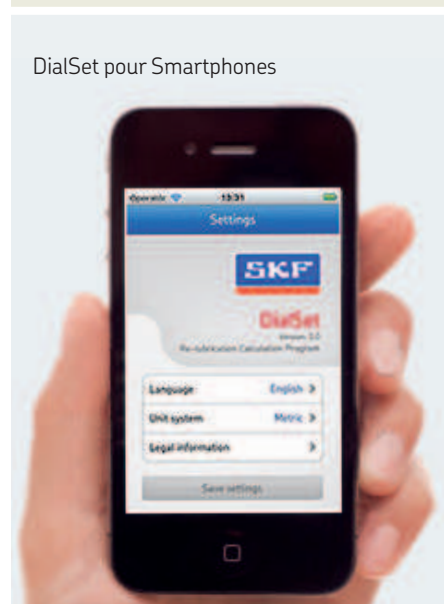 DialSet pour Smartphones
Operator 13:31
Settings
SKF
DialSet
Version 3.0
Re-lubrication Calculation Program
Language English
Unit system Metric
Legal information
Save settings